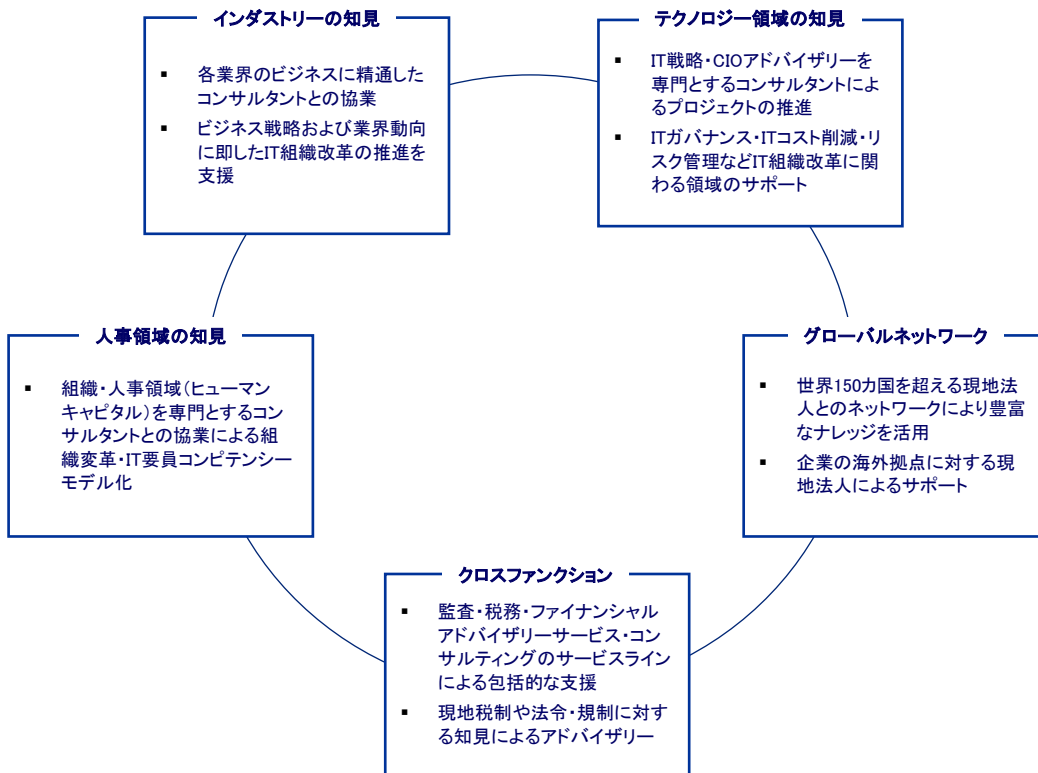 インダストリーの知見
▪ 各業界のビジネスに精通した
コンサルタントとの協業
▪ ビジネス戦略および業界動向
に即したIT組織改革の推進を
支援
テクノロジー領域の知見
▪ IT戦略・CIOアドバイザリーを
専門とするコンサルタントによ
るプロジェクトの推進
▪ ITガバナンス・ITコスト削減・リ
スク管理などIT組織改革に関
わる領域のサポート
人事領域の知見
▪ 組織・人事領域（ヒューマン
キャピタル）を専門とするコン
サルタントとの協業による組
織変革・IT要員コンピテンシー
モデル化
グローバルネットワーク
▪ 世界150カ国を超える現地法
人とのネットワークにより豊富
なナレッジを活用
▪ 企業の海外拠点に対する現
地法人によるサポート
クロスファンクション
▪ 監査・税務・ファイナンシャル
アドバイザリーサービス・コン
サルティングのサービスライン
による包括的な支援
▪ 現地税制や法令・規制に対す
る知見によるアドバイザリー